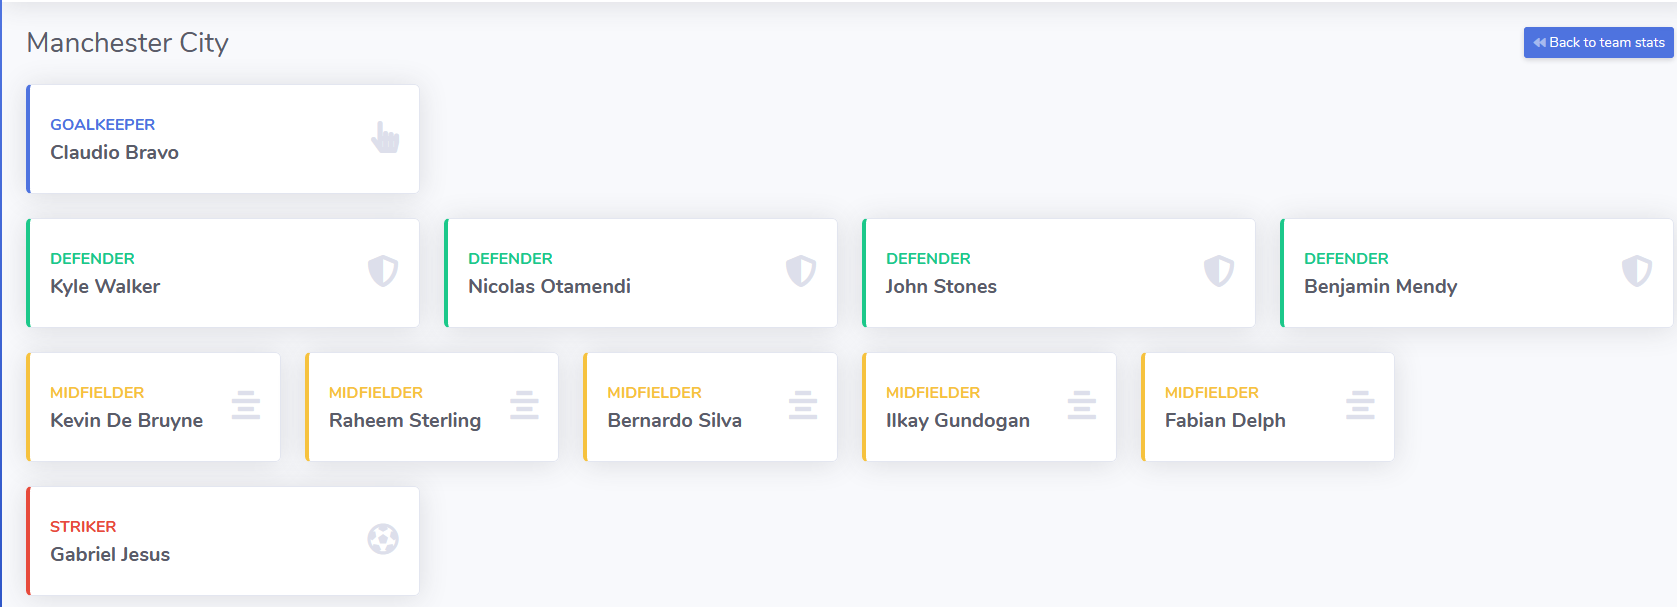 Manchester City
Back to team stats
GOALKEEPER
Claudio Bravo
DEFENDER
Kyle Walker
DEFENDER
Nicolas Otamendi
DEFENDER
John Stones
DEFENDER
Benjamin Mendy
MIDFIELDER
Kevin De Bruyne
MIDFIELDER
Raheem Sterling
MIDFIELDER
Bernardo Silva
MIDFIELDER
Ilkay Gundogan
MIDFIELDER
Fabian Delph
STRIKER
Gabriel Jesus